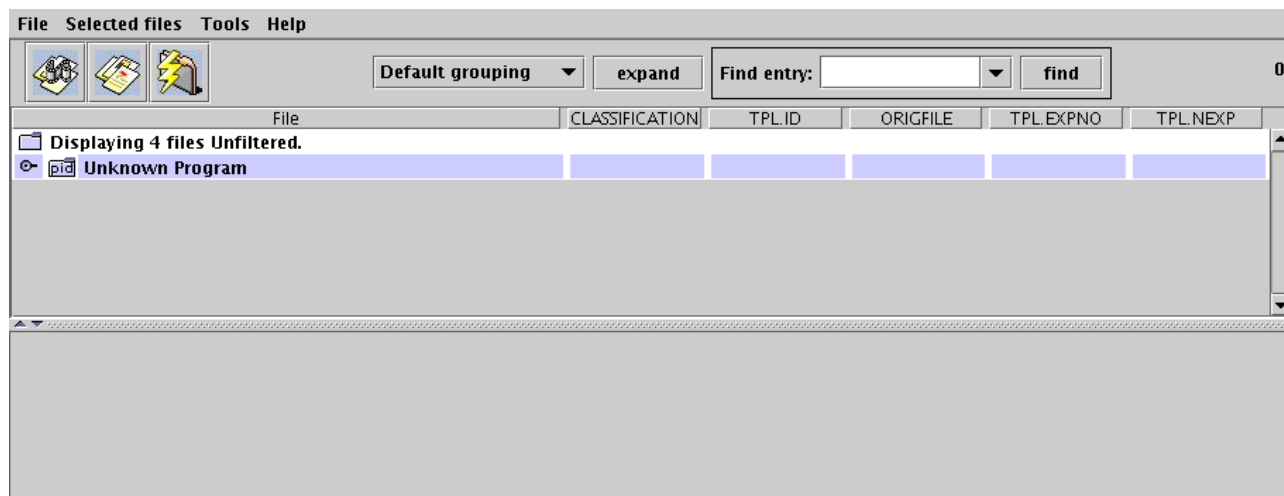 File Selected files Tools Help
Default grouping expand Find entry: find 0
File CLASSIFICATION TPL.ID ORIGFILE TPL.EXPNO TPL.NEXP
Displaying 4 files Unfiltered.
pid Unknown Program